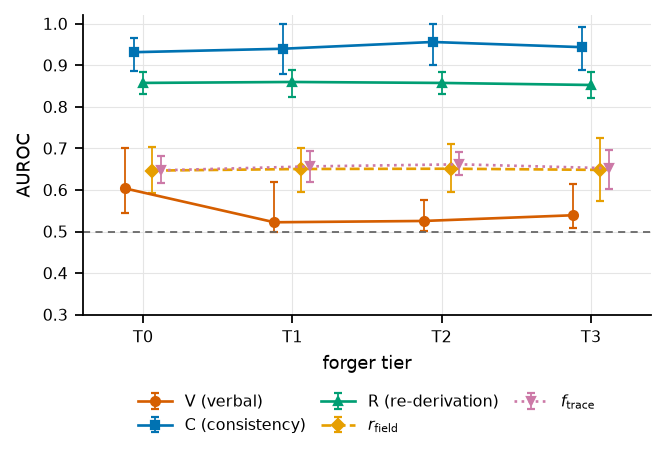 1.0
0.9
0.8
0.7
0.6
0.5
0.4
0.3
AUROC
T0 T1 T2 T3
forger tier
V (verbal) R (re-derivation) f_trace
C (consistency) r_field